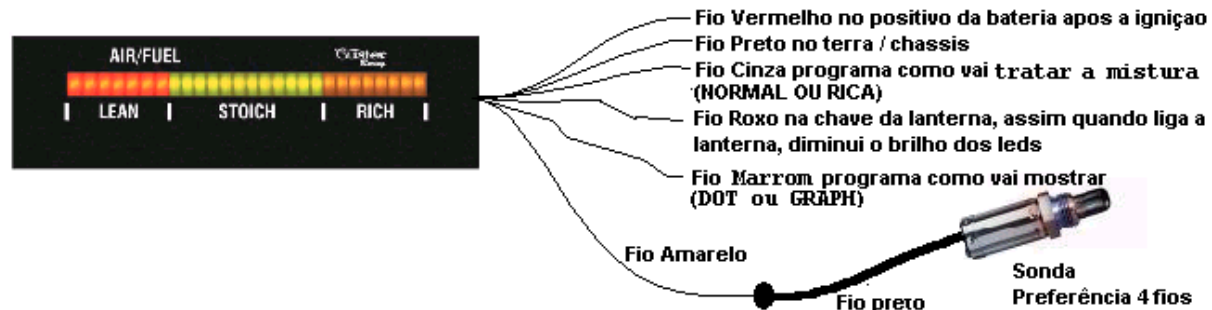 AIR/FUEL
LEAN
STOICH
RICH
Fio Vermelho no positivo da bateria apos a igniçao
Fio Preto no terra / chassis
Fio Cinza programa como vai tratar a mistura
(NORMAL OU RICA)
Fio Roxo na chave da lanterna, assim quando liga a
lanterna, diminui o brilho dos leds
Fio Marrom programa como vai mostrar
(DOT ou GRAPH)
Fio Amarelo
Fio preto
Sonda
Preferência 4 fios